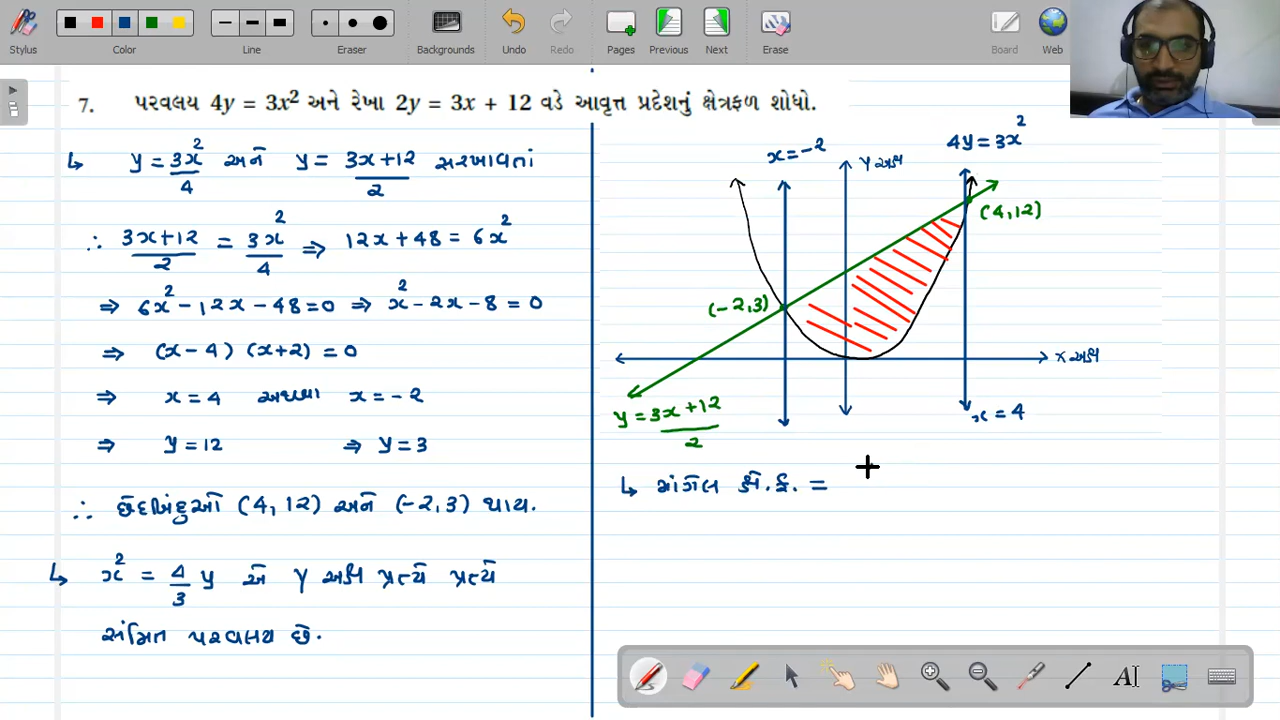 Stylus
Color
Line
Eraser
Backgrounds
Undo
Redo
Pages
Previous
Next
Erase
Board
Web
7. પરવલય 4y = 3x² અને રેખા 2y = 3x + 12 વડે આવૃત્ત પ્રદેશનું ક્ષેત્રફળ શોધો.
↳ y = 3x²/4 અને y = 3x+12/2 સરખાવતાં
∴ 3x+12/2 = 3x²/4 ⇒ 12x+48 = 6x²
⇒ 6x² - 12x - 48 = 0 ⇒ x² - 2x - 8 = 0
⇒ (x-4) (x+2) = 0
⇒ x = 4 અથવા x = -2
⇒ y = 12 ⇒ y = 3
∴ છેદબિંદુઓ (4, 12) અને (-2, 3) થાય.
↳ x² = 4/3 y એ Y અક્ષ પ્રત્યે પ્રત્યે
સંમિત પરવલય છે.
x = -2
Y અક્ષ
4y = 3x²
(4, 12)
(-2, 3)
X અક્ષ
y = 3x+12/2
x = 4
↳ માંગેલ ક્ષે.ફ. =
AI